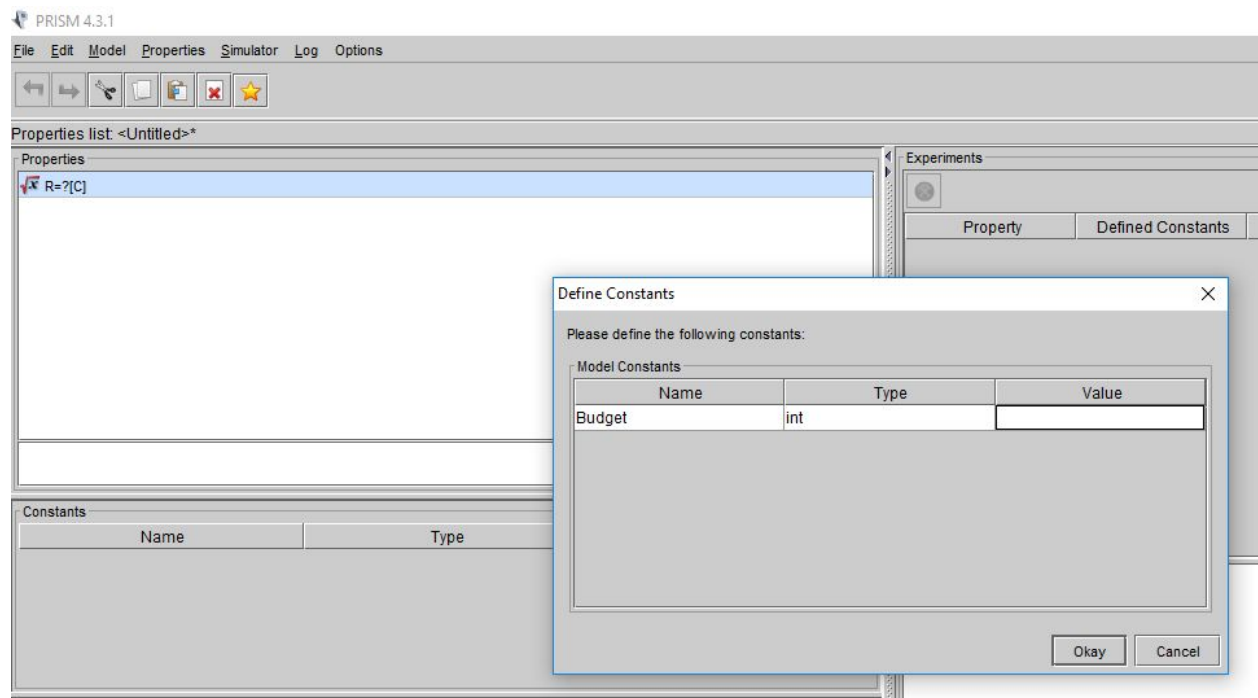 PRISM 4.3.1
File Edit Model Properties Simulator Log Options
Properties list: <Untitled>*
Properties
R=?[C]
Experiments
Property Defined Constants
Define Constants
Please define the following constants:
Model Constants
Name Type Value
Budget int
Constants
Name Type
Okay Cancel